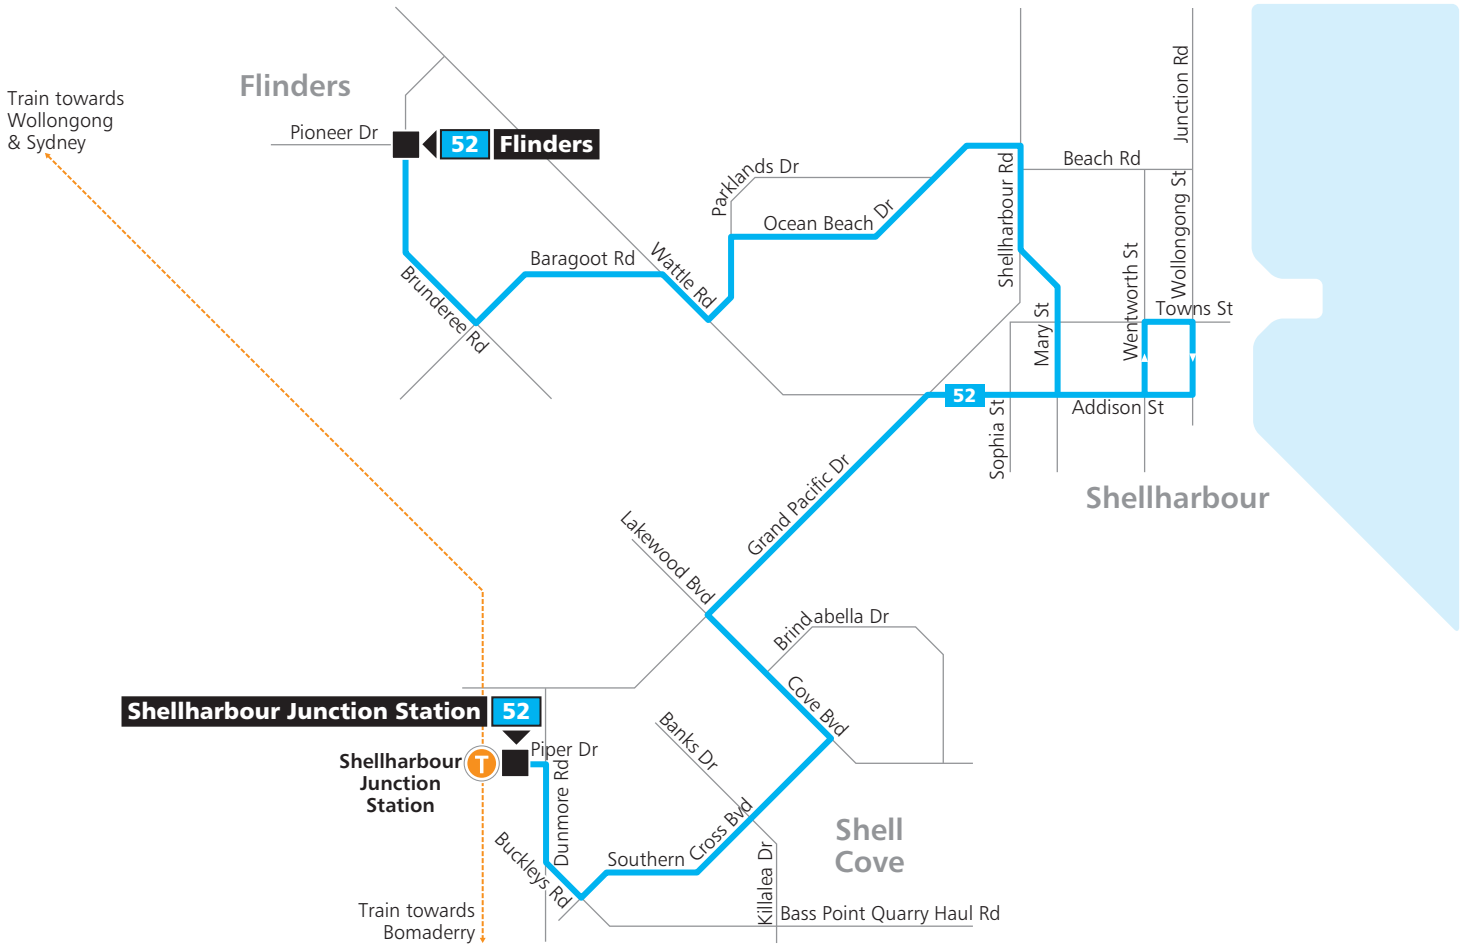 Flinders
Train towards
Wollongong
& Sydney
Pioneer Dr
52 Flinders
Junction Rd
Beach Rd
Parklands Dr
Ocean Beach Dr
Shellharbour Rd
Wollongong St
Wentworth St
Baragoot Rd
Wattle Rd
Brunderee Rd
Towns St
Mary St
52
Addison St
Sophia St
Shellharbour
Grand Pacific Dr
Lakewood Bvd
Brindabella Dr
Cove Bvd
Shellharbour Junction Station 52
Banks Dr
Piper Dr
Shellharbour
Junction
Station
T
Dunmore Rd
Southern Cross Bvd
Shell
Cove
Buckleys Rd
Killalea Dr
Bass Point Quarry Haul Rd
Train towards
Bomaderry